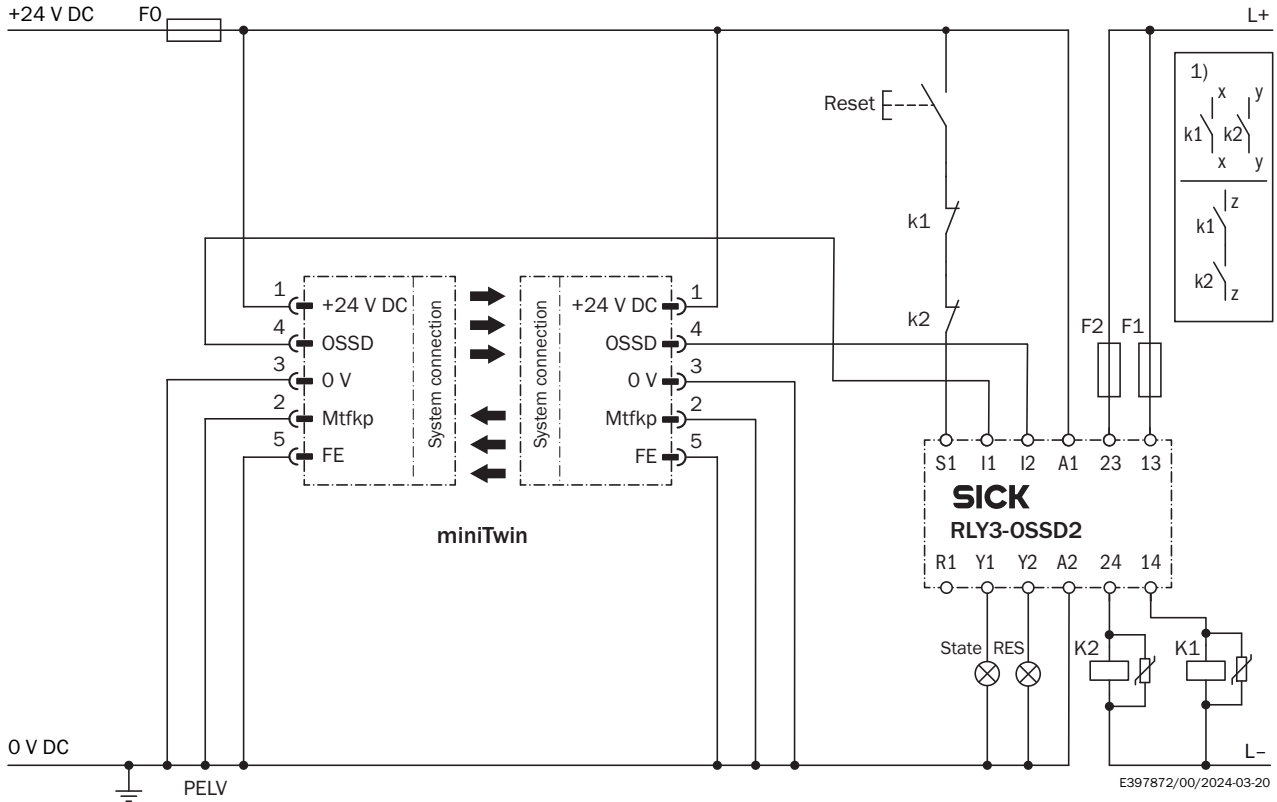 +24 V DC
F0
L+
1)
x
y
k1
k2
x
y
z
k1
k2
z
Reset
k1
k2
F2
F1
1
+24 V DC
4
OSSD
3
0 V
2
Mtfkp
5
FE
System connection
System connection
+24 V DC
1
OSSD
4
0 V
3
Mtfkp
2
FE
5
miniTwin
S1
I1
I2
A1
23
13
SICK
RLY3-OSSD2
R1
Y1
Y2
A2
24
14
State
RES
K2
K1
0 V DC
PELV
L–
E397872/00/2024-03-20